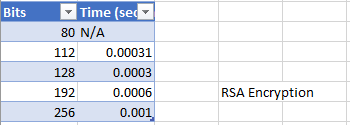 Bits Time (sec
80 N/A
112 0.00031
128 0.0003
192 0.0006 RSA Encryption
256 0.001